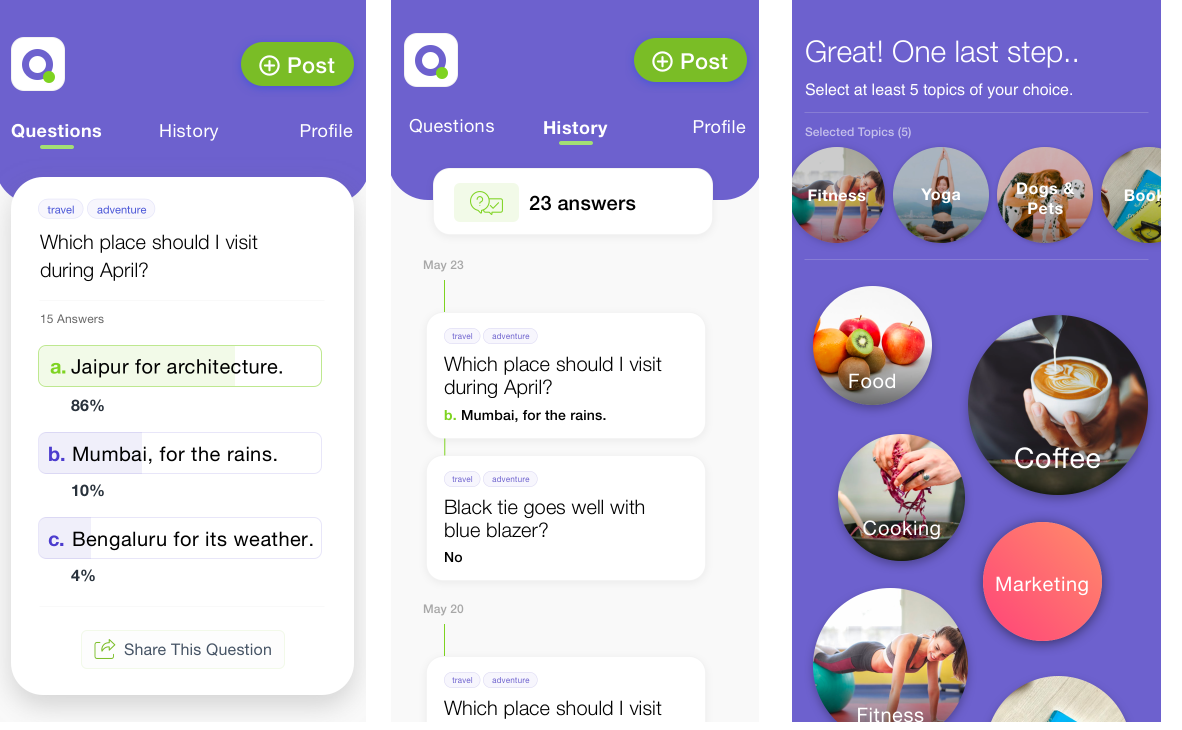 Post
Questions
History
Profile
travel
adventure
Which place should I visit
during April?
15 Answers
a. Jaipur for architecture.
86%
b. Mumbai, for the rains.
10%
c. Bengaluru for its weather.
4%
Share This Question
Post
Questions
History
Profile
23 answers
May 23
travel
adventure
Which place should I visit
during April?
b. Mumbai, for the rains.
travel
adventure
Black tie goes well with
blue blazer?
No
May 20
travel
adventure
Which place should I visit
Great! One last step..
Select at least 5 topics of your choice.
Selected Topics (5)
Fitness
Yoga
Dogs &
Pets
Book
Food
Coffee
Cooking
Marketing
Fitness